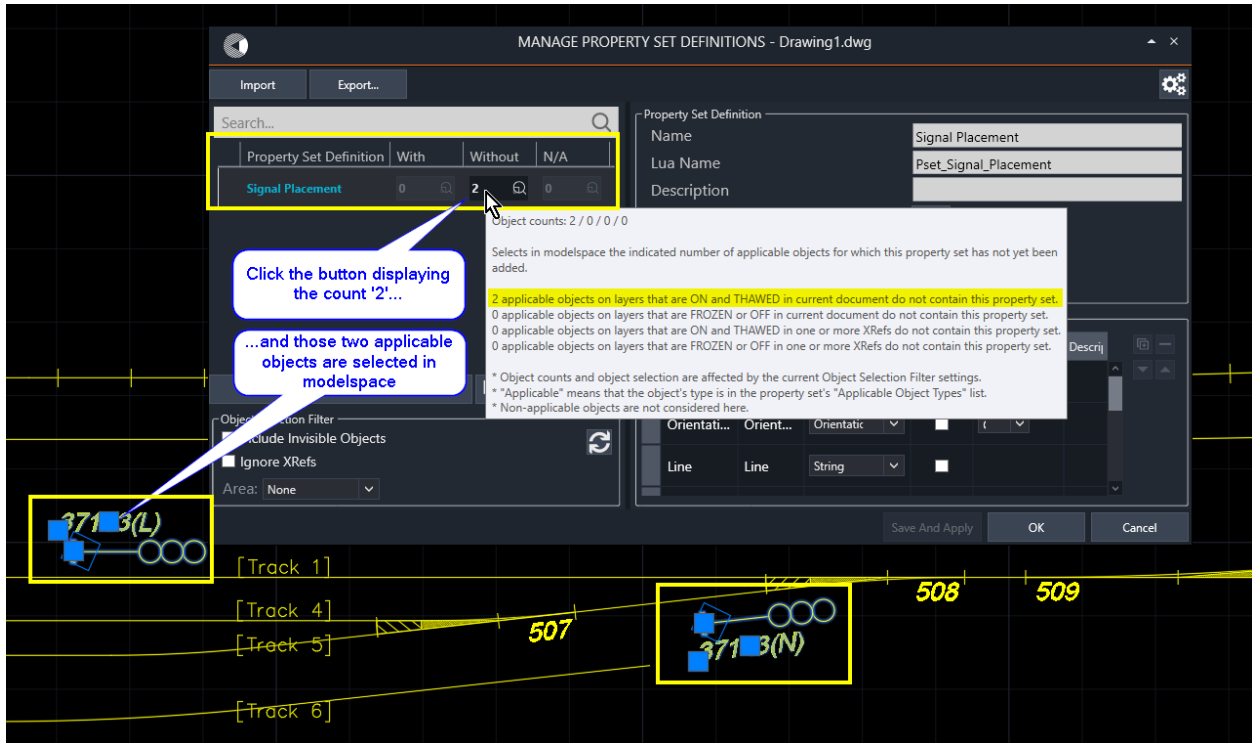 MANAGE PROPERTY SET DEFINITIONS - Drawing1.dwg
Import
Export...
Search...
Property Set Definition
With
Without
N/A
Signal Placement
0
2
0
Property Set Definition
Name
Signal Placement
Lua Name
Pset_Signal_Placement
Description
Object counts: 2 / 0 / 0 / 0
Selects in modelspace the indicated number of applicable objects for which this property set has not yet been
added.
2 applicable objects on layers that are ON and THAWED in current document do not contain this property set.
0 applicable objects on layers that are FROZEN or OFF in current document do not contain this property set.
0 applicable objects on layers that are ON and THAWED in one or more XRefs do not contain this property set.
0 applicable objects on layers that are FROZEN or OFF in one or more XRefs do not contain this property set.
* Object counts and object selection are affected by the current Object Selection Filter settings.
* "Applicable" means that the object's type is in the property set's "Applicable Object Types" list.
* Non-applicable objects are not considered here.
Click the button displaying
the count '2'...
...and those two applicable
objects are selected in
modelspace
Descrip
Filter
Invisible Objects
Ignore XRefs
Area:
None
Orientati...
Orient...
Orientatic
Line
Line
String
Save And Apply
OK
Cancel
3(L)
[Track 1]
[Track 4]
[Track 5]
[Track 6]
507
508
509
3(N)